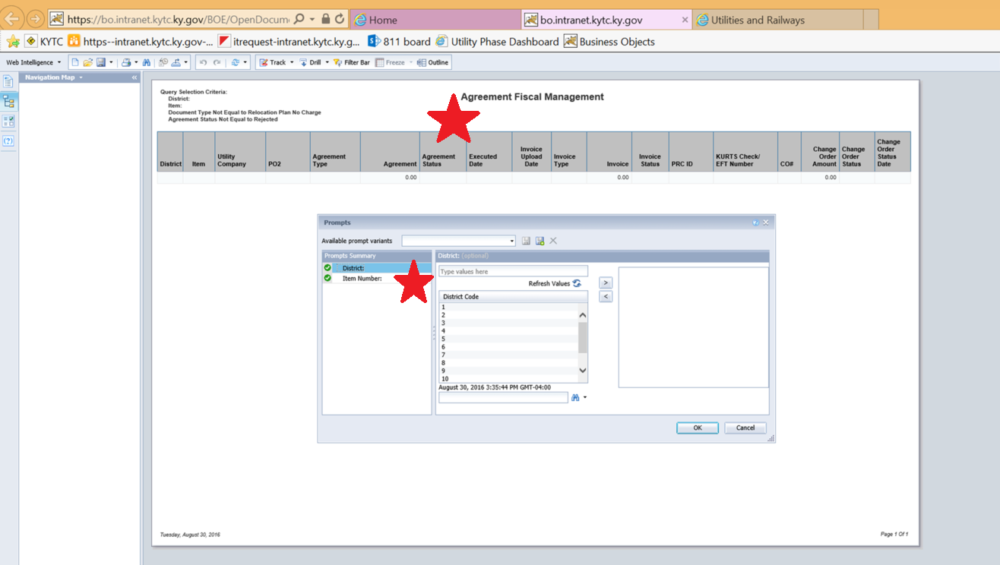 https://bo.intranet.kytc.ky.gov/BOE/OpenDocum
Home
bo.intranet.kytc.ky.gov
Utilities and Railways
KYTC
https--intranet.kytc.ky.gov-...
itrequest-intranet.kytc.ky.g...
811 board
Utility Phase Dashboard
Business Objects
Web Intelligence
Track
Drill
Filter Bar
Freeze
Outline
Navigation Map
Query Selection Criteria:
District:
Item:
Document Type Not Equal to Relocation Plan No Charge
Agreement Status Not Equal to Rejected
Agreement Fiscal Management
District
Item
Utility Company
PO2
Agreement Type
Agreement
Agreement Status
Executed Date
Invoice Upload Date
Invoice Type
Invoice
Invoice Status
PRC ID
KURTS Check/ EFT Number
CO#
Change Order Amount
Change Order Status
Change Order Status Date
0.00
0.00
0.00
Prompts
Available prompt variants
Prompts Summary
District:
Item Number:
District: (optional)
Type values here
Refresh Values
>
<
District Code
1
2
3
4
5
6
7
8
9
10
August 30, 2016 3:35:44 PM GMT-04:00
OK
Cancel
Tuesday, August 30, 2016
Page 1 Of 1